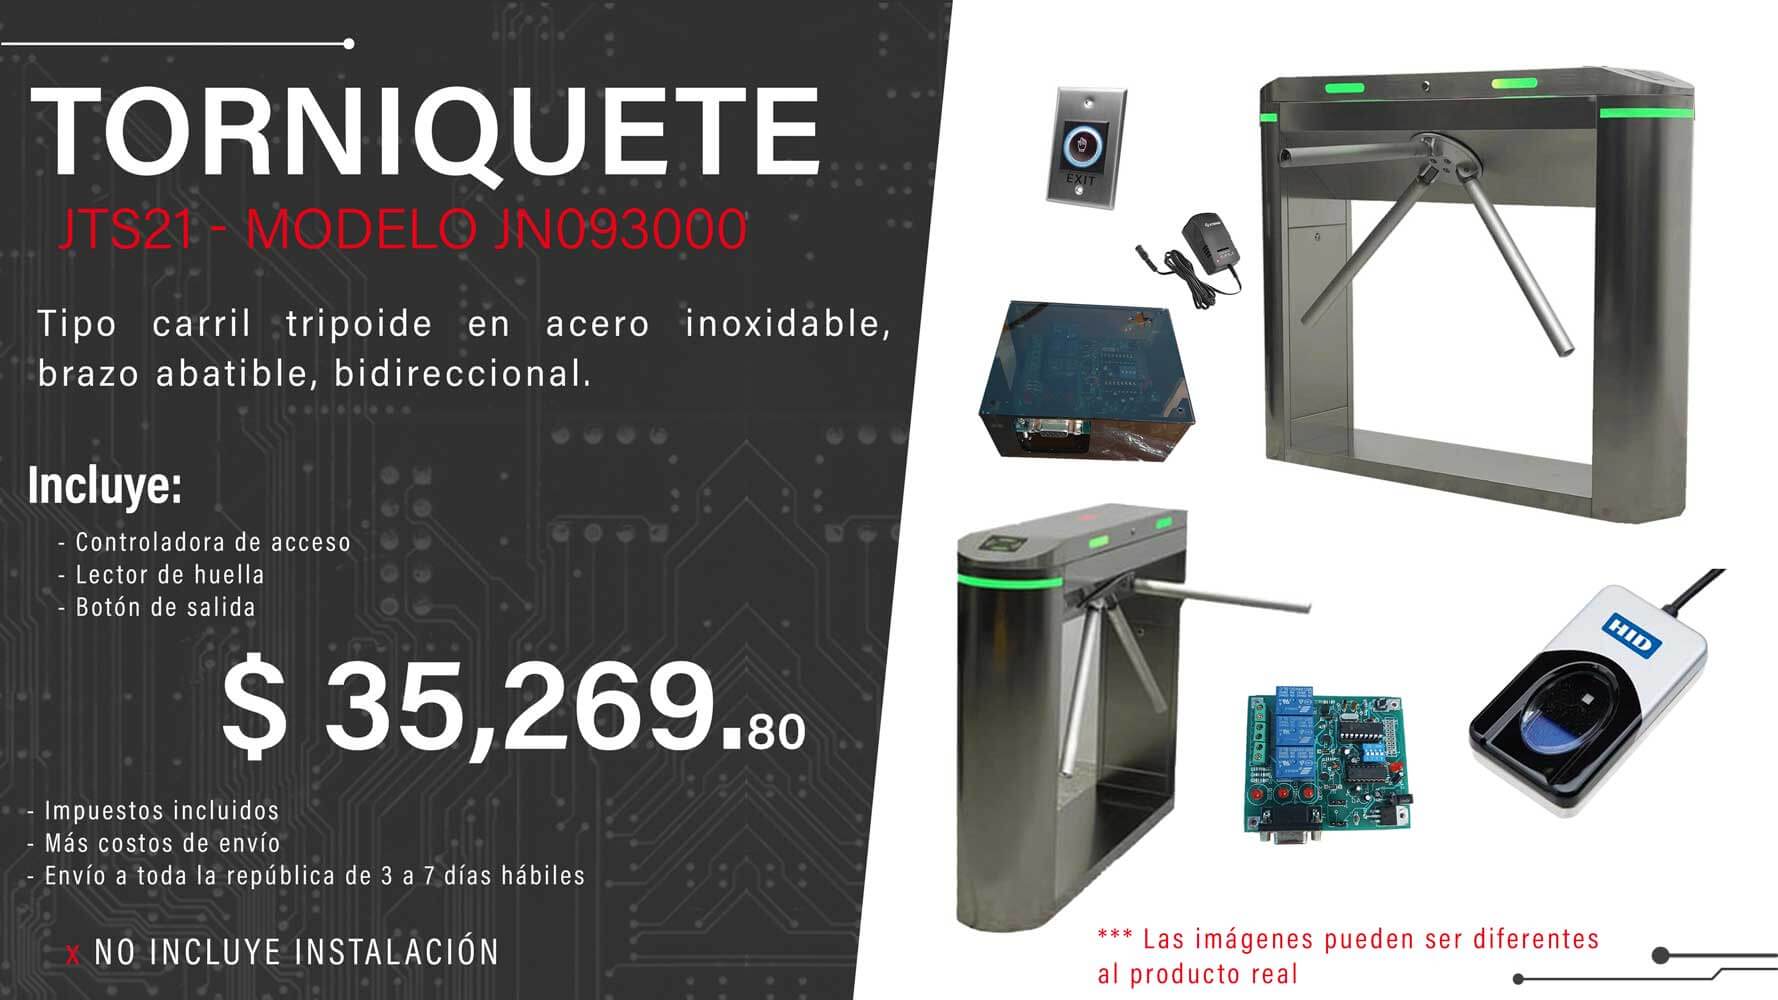 TORNIQUETE
JTS21 - MODELO JN093000
Tipo carril tripoide en acero inoxidable,
brazo abatible, bidireccional.
Incluye:
- Controladora de acceso
- Lector de huella
- Botón de salida
$ 35,269.80
- Impuestos incluidos
- Más costos de envío
- Envío a toda la república de 3 a 7 días hábiles
x NO INCLUYE INSTALACIÓN
EXIT
HID
*** Las imágenes pueden ser diferentes
al producto real